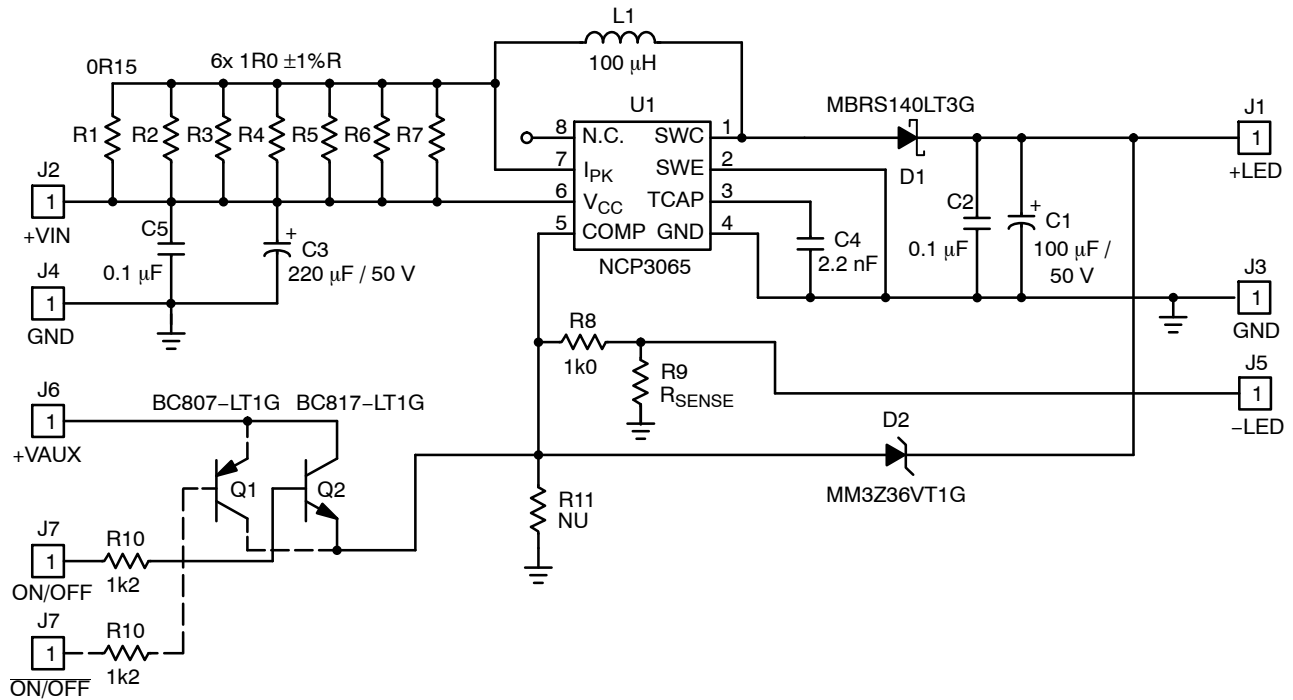 L1
100 μH
0R15
6x 1R0 ±1%R
R1
R2
R3
R4
R5
R6
R7
U1
8 N.C. SWC 1
7 IPK SWE 2
6 VCC TCAP 3
5 COMP GND 4
NCP3065
MBRS140LT3G
D1
J1
1
+LED
J2
1
+VIN
C5
0.1 μF
+
C3
220 μF / 50 V
C4
2.2 nF
C2
0.1 μF
+
C1
100 μF /
50 V
J4
1
GND
J3
1
GND
R8
1k0
R9
RSENSE
J5
1
−LED
J6
1
+VAUX
BC807−LT1G
BC817−LT1G
Q1
Q2
D2
MM3Z36VT1G
R11
NU
J7
1
ON/OFF
R10
1k2
J7
1
ON/OFF
R10
1k2